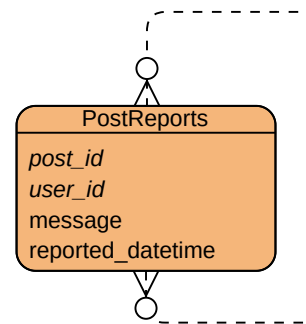 PostReports
post_id
user_id
message
reported_datetime